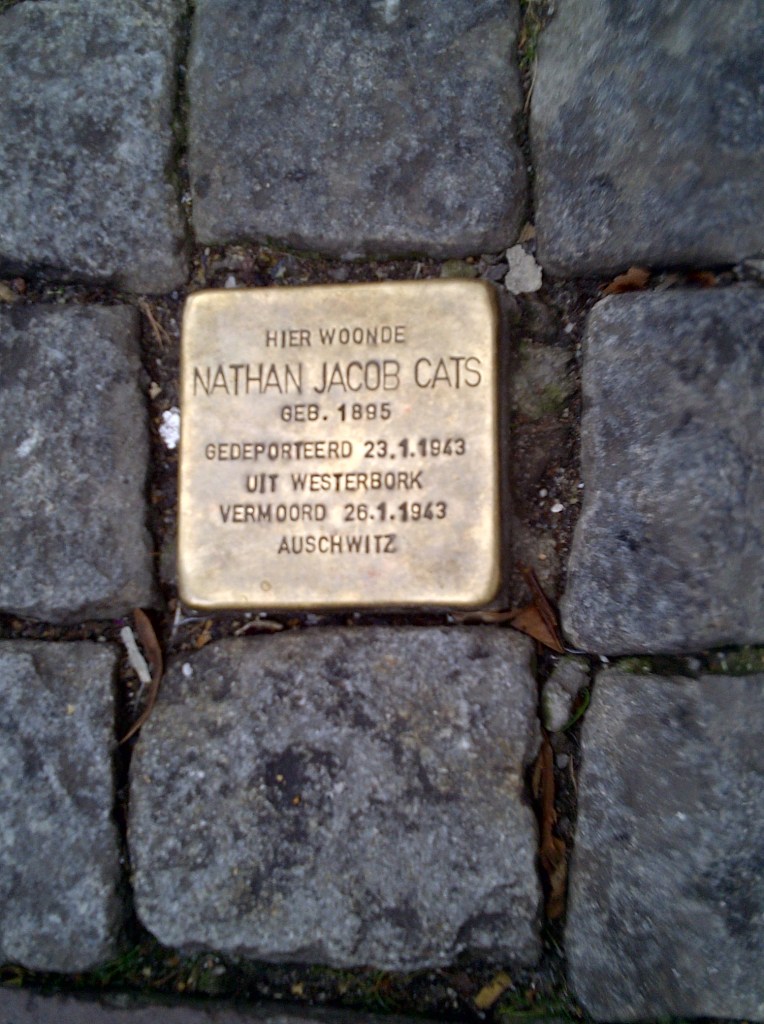 HIER WOONDE
NATHAN JACOB CATS
GEB. 1895
GEDEPORTEERD 23.1.1943
UIT WESTERBORK
VERMOORD 26.1.1943
AUSCHWITZ